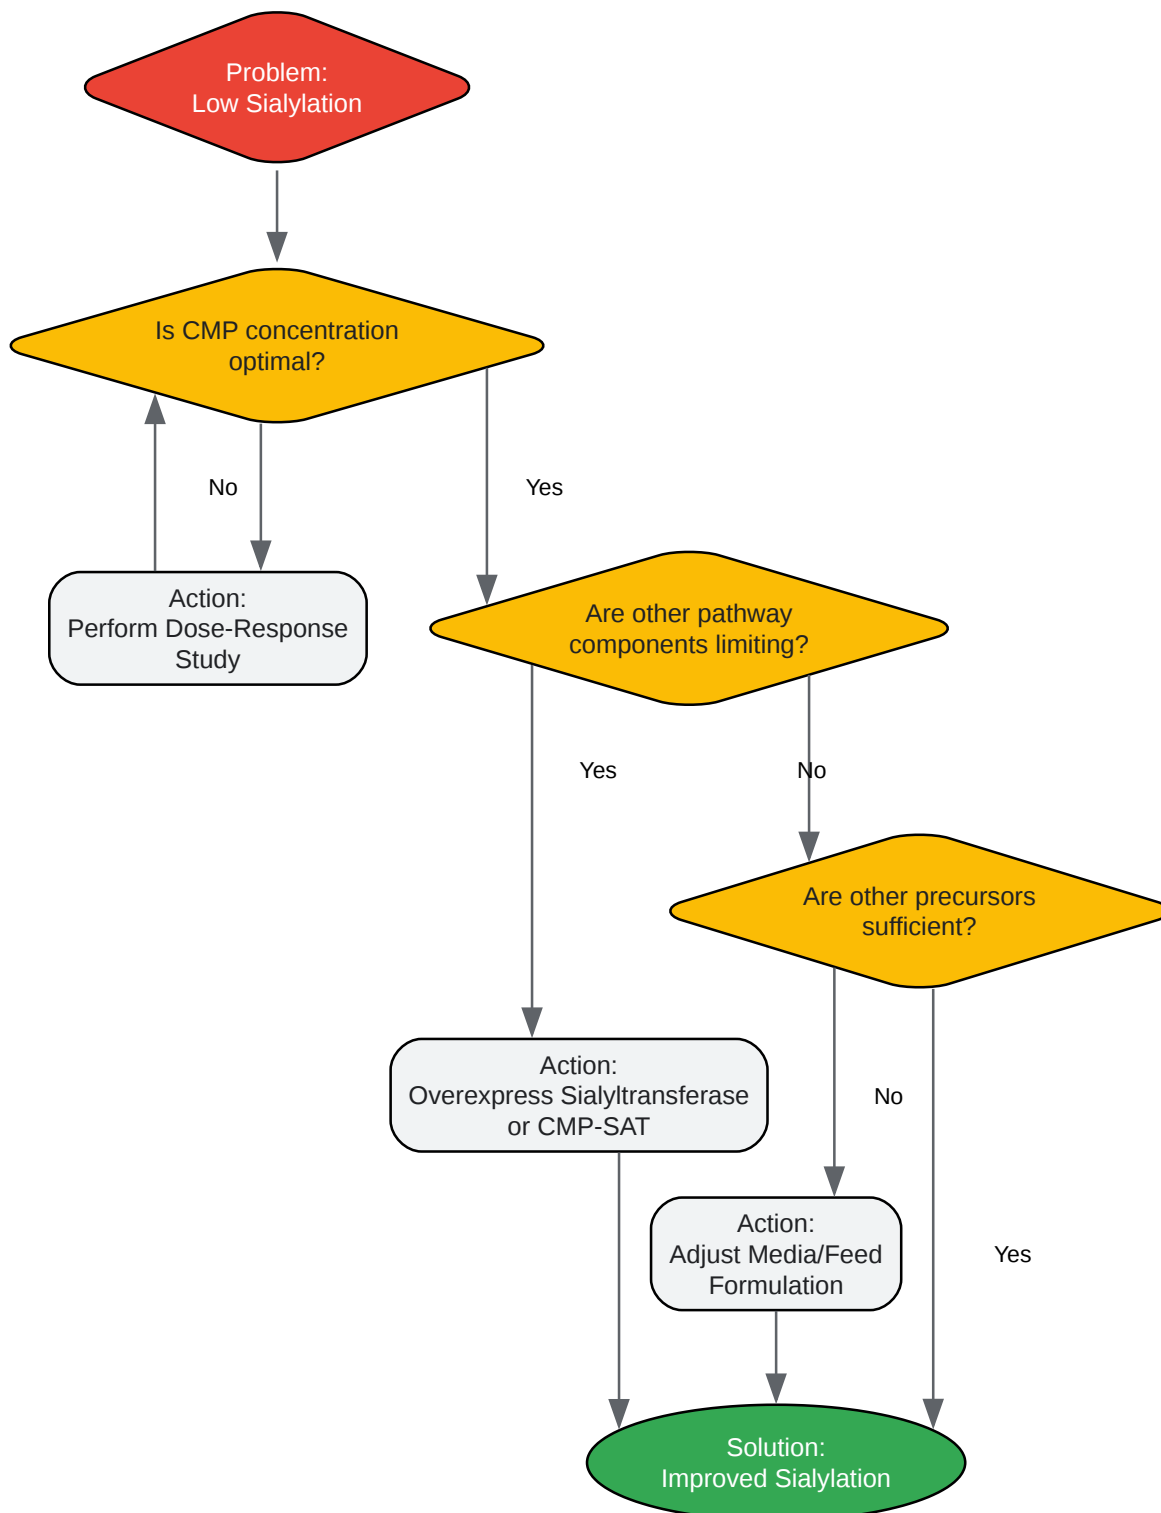 Problem:
Low Sialylation
Is CMP concentration
optimal?
No
Yes
Action:
Perform Dose-Response
Study
Are other pathway
components limiting?
Yes
No
Are other precursors
sufficient?
Action:
Overexpress Sialyltransferase
or CMP-SAT
No
Action:
Adjust Media/Feed
Formulation
Yes
Solution:
Improved Sialylation